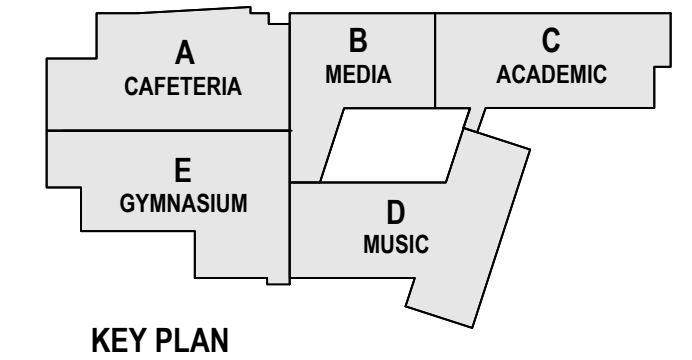 A
CAFETERIA
B
MEDIA
C
ACADEMIC
E
GYMNASIUM
D
MUSIC
KEY PLAN